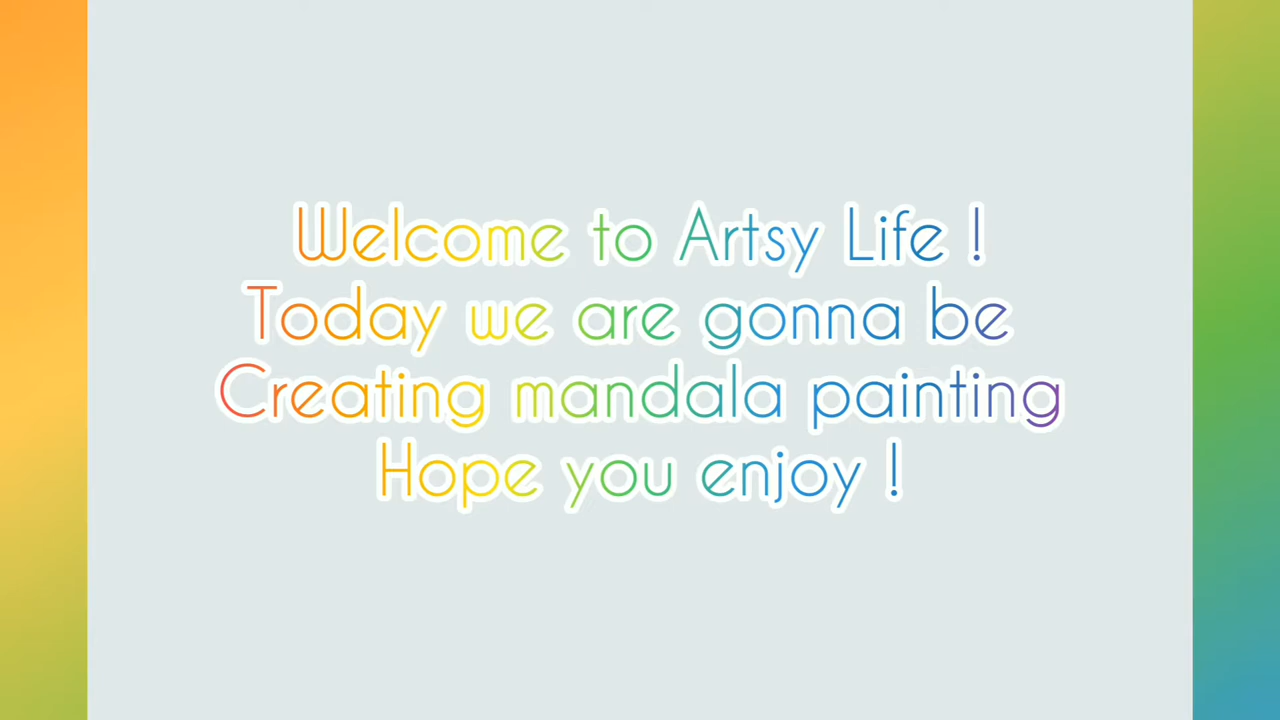 Welcome to Artsy Life !
Today we are gonna be
Creating mandala painting
Hope you enjoy !